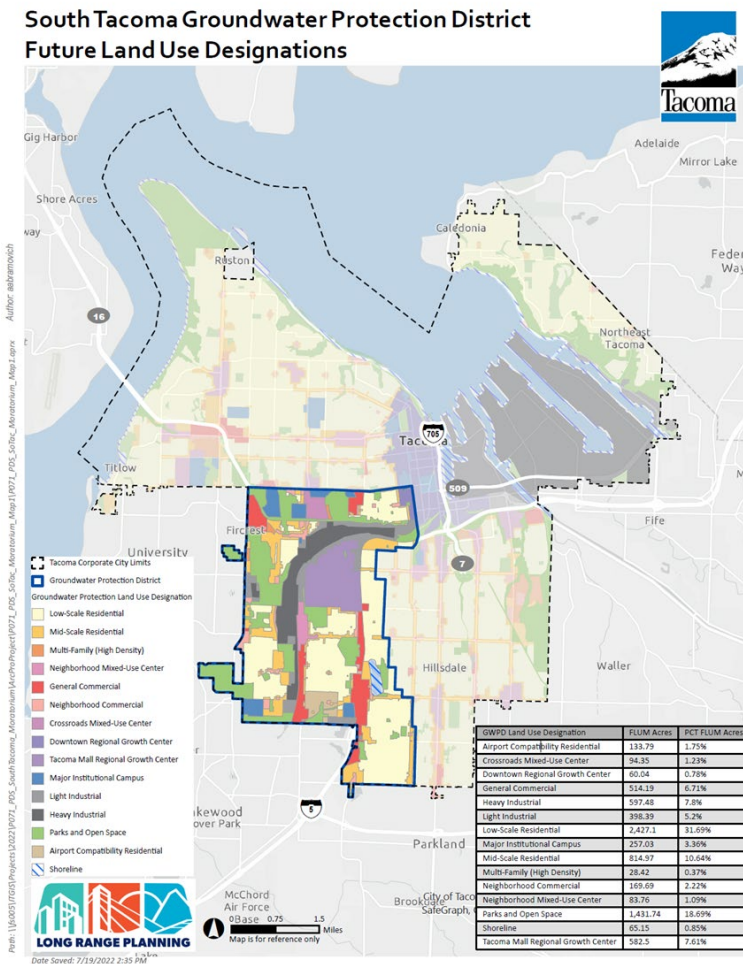 South Tacoma Groundwater Protection District
Future Land Use Designations
Tacoma
Gig Harbor
Adelaide
Mirror Lake
Shore Acres
way
Caledonia
Ruston
Feder
Way
16
Northeast
Tacoma
Tacoma
705
Titlow
509
Fife
Fircrest
University
7
Hillsdale
Waller
Tacoma Corporate City Limits
Groundwater Protection District
Groundwater Protection Land Use Designation
Low-Scale Residential
Mid-Scale Residential
Multi-Family (High Density)
Neighborhood Mixed-Use Center
General Commercial
Neighborhood Commercial
Crossroads Mixed-Use Center
Downtown Regional Growth Center
Tacoma Mall Regional Growth Center
Major Institutional Campus
Light Industrial
Heavy Industrial
Parks and Open Space
Airport Compatibility Residential
Shoreline
GWPD Land Use Designation FLUM Acres PCT FLUM Acres
Airport Compatibility Residential 133.79 1.75%
Crossroads Mixed-Use Center 94.35 1.23%
Downtown Regional Growth Center 60.04 0.78%
General Commercial 514.19 6.71%
Heavy Industrial 597.48 7.8%
Light Industrial 398.39 5.2%
Low-Scale Residential 2,427.1 31.69%
Major Institutional Campus 257.03 3.36%
Mid-Scale Residential 814.97 10.64%
Multi-Family (High Density) 28.42 0.37%
Neighborhood Commercial 169.69 2.22%
Neighborhood Mixed-Use Center 83.76 1.09%
Parks and Open Space 1,431.74 18.69%
Shoreline 65.15 0.85%
Tacoma Mall Regional Growth Center 582.5 7.61%
kewood
over Park
5
Parkland
McChord
Air Force
Base
Brookdale
City of Taco
SafeGraph,
0 0.75 1.5
Miles
Map is for reference only
LONG RANGE PLANNING
Lake
Date Saved: 7/19/2022 2:35 PM
Author: aabramovich